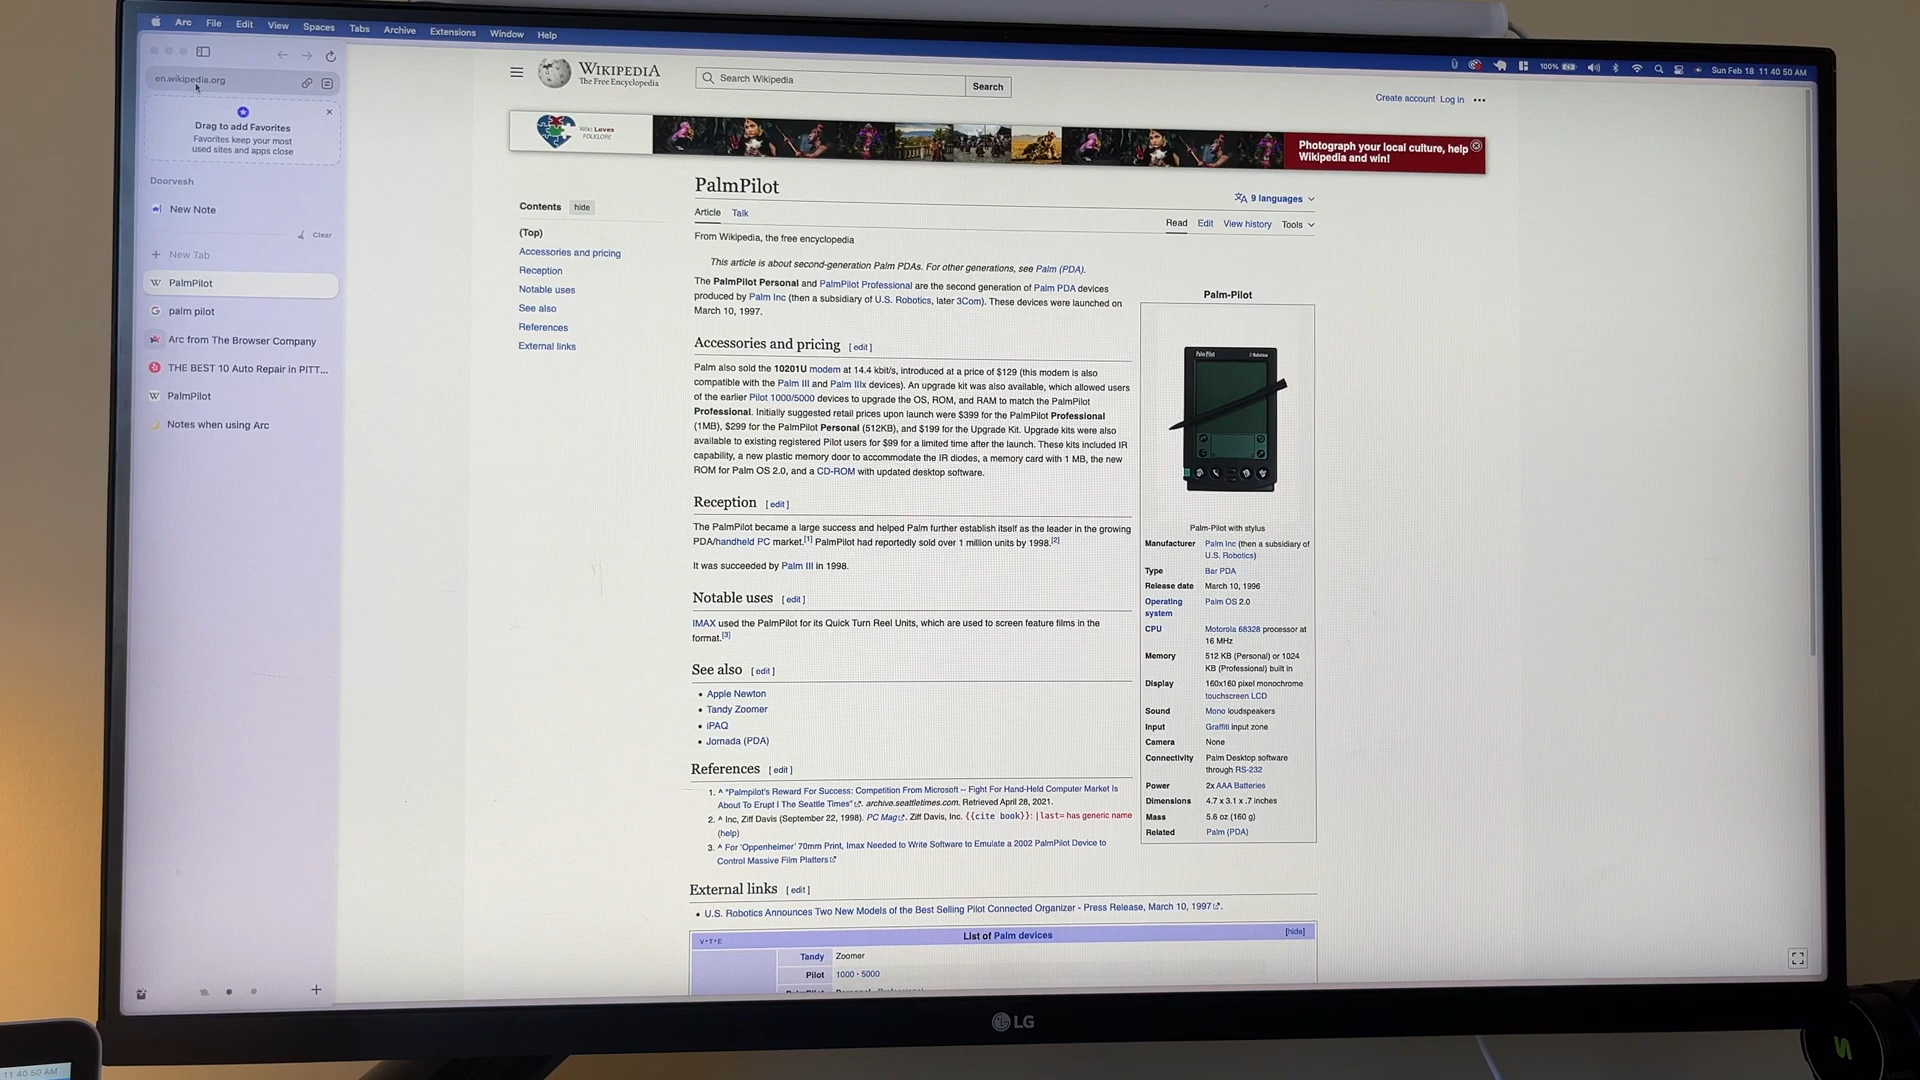 Arc File Edit View Spaces Tabs Archive Extensions Window Help
100% Sun Feb 18 11 40 50 AM
en.wikipedia.org
Drag to add Favorites
Favorites keep your most
used sites and apps close
Doorvesh
New Note
Clear
New Tab
PalmPilot
palm pilot
Arc from The Browser Company
THE BEST 10 Auto Repair in PITT...
PalmPilot
Notes when using Arc
WIKIPEDIA
The Free Encyclopedia
Search Wikipedia
Search
Create account Log in
Wiki Loves
FOLKLORE
Photograph your local culture, help
Wikipedia and win!
Contents hide
(Top)
Accessories and pricing
Reception
Notable uses
See also
References
External links
PalmPilot
9 languages
Article Talk
Read Edit View history Tools
From Wikipedia, the free encyclopedia
This article is about second-generation Palm PDAs. For other generations, see Palm (PDA).
The PalmPilot Personal and PalmPilot Professional are the second generation of Palm PDA devices
produced by Palm Inc (then a subsidiary of U.S. Robotics, later 3Com). These devices were launched on
March 10, 1997.
Accessories and pricing [ edit ]
Palm also sold the 10201U modem at 14.4 kbit/s, introduced at a price of $129 (this modem is also
compatible with the Palm III and Palm IIIx devices). An upgrade kit was also available, which allowed users
of the earlier Pilot 1000/5000 devices to upgrade the OS, ROM, and RAM to match the PalmPilot
Professional. Initially suggested retail prices upon launch were $399 for the PalmPilot Professional
(1MB), $299 for the PalmPilot Personal (512KB), and $199 for the Upgrade Kit. Upgrade kits were also
available to existing registered Pilot users for $99 for a limited time after the launch. These kits included IR
capability, a new plastic memory door to accommodate the IR diodes, a memory card with 1 MB, the new
ROM for Palm OS 2.0, and a CD-ROM with updated desktop software.
Reception [ edit ]
The PalmPilot became a large success and helped Palm further establish itself as the leader in the growing
PDA/handheld PC market.[1] PalmPilot had reportedly sold over 1 million units by 1998.[2]
It was succeeded by Palm III in 1998.
Notable uses [ edit ]
IMAX used the PalmPilot for its Quick Turn Reel Units, which are used to screen feature films in the
format.[3]
See also [ edit ]
• Apple Newton
• Tandy Zoomer
• iPAQ
• Jornada (PDA)
References [ edit ]
1. ^ "Palmpilot's Reward For Success: Competition From Microsoft -- Fight For Hand-Held Computer Market Is
About To Erupt | The Seattle Times". archive.seattletimes.com. Retrieved April 28, 2021.
2. ^ Inc, Ziff Davis (September 22, 1998). PC Mag. Ziff Davis, Inc. {{cite book}}: |last= has generic name
(help)
3. ^ For 'Oppenheimer' 70mm Print, Imax Needed to Write Software to Emulate a 2002 PalmPilot Device to
Control Massive Film Platters
External links [ edit ]
• U.S. Robotics Announces Two New Models of the Best Selling Pilot Connected Organizer - Press Release, March 10, 1997.
V•T•E List of Palm devices [hide]
Tandy Zoomer
Pilot 1000 • 5000
Palm-Pilot
Palm Pilot
Palm-Pilot with stylus
Manufacturer Palm Inc (then a subsidiary of
U.S. Robotics)
Type Bar PDA
Release date March 10, 1996
Operating Palm OS 2.0
system
CPU Motorola 68328 processor at
16 MHz
Memory 512 KB (Personal) or 1024
KB (Professional) built in
Display 160x160 pixel monochrome
touchscreen LCD
Sound Mono loudspeakers
Input Graffiti input zone
Camera None
Connectivity Palm Desktop software
through RS-232
Power 2x AAA Batteries
Dimensions 4.7 x 3.1 x .7 inches
Mass 5.6 oz (160 g)
Related Palm (PDA)
LG
11 40 50 AM